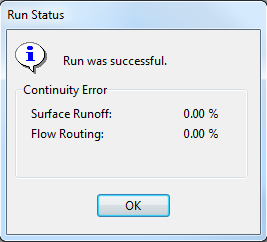 Run Status
Run was successful.
Continuity Error
Surface Runoff: 0.00 %
Flow Routing: 0.00 %
OK